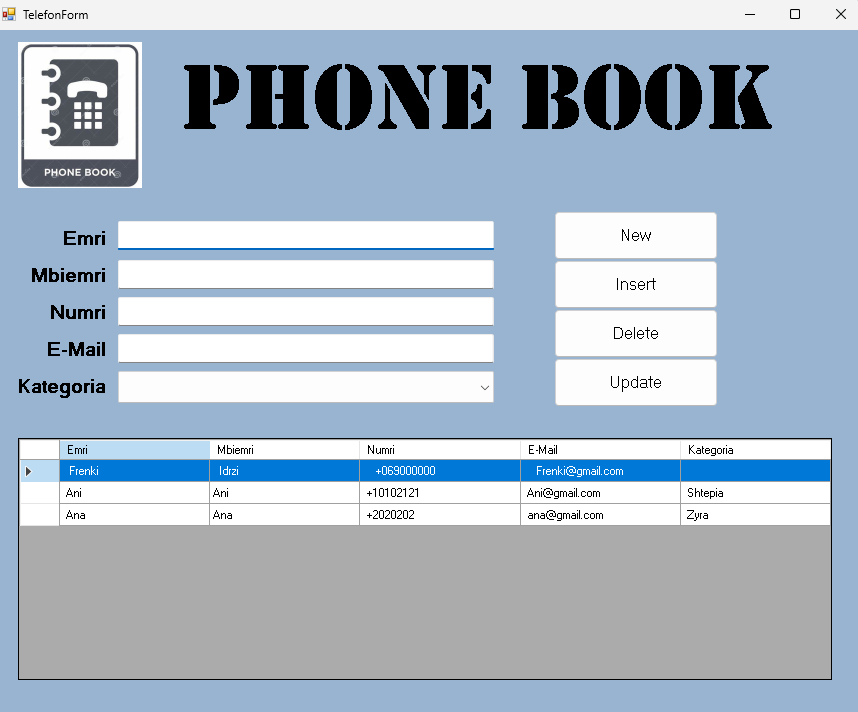 TelefonForm
PHONE BOOK
PHONE BOOK
Emri
New
Mbiemri
Insert
Numri
Delete
E-Mail
Update
Kategoria
Emri Mbiemri Numri E-Mail Kategoria
Frenki Idrzi +069000000 Frenki@gmail.com
Ani Ani +10102121 Ani@gmail.com Shtepia
Ana Ana +2020202 ana@gmail.com Zyra